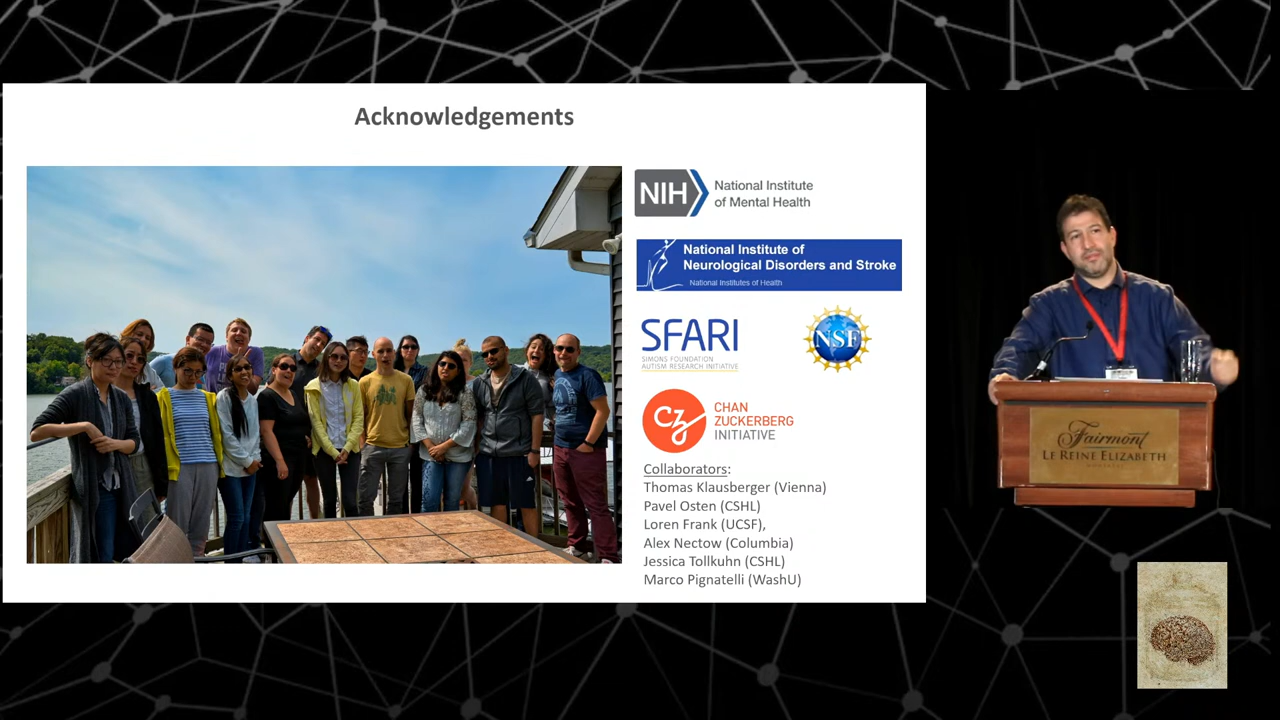 Acknowledgements
NIH
National Institute
of Mental Health
National Institute of
Neurological Disorders and Stroke
National Institutes of Health
SFARI
SIMONS FOUNDATION
AUTISM RESEARCH INITIATIVE
NSF
CZ
CHAN
ZUCKERBERG
INITIATIVE
Collaborators:
Thomas Klausberger (Vienna)
Pavel Osten (CSHL)
Loren Frank (UCSF),
Alex Nectow (Columbia)
Jessica Tollkuhn (CSHL)
Marco Pignatelli (WashU)
Fairmont
LE REINE ELIZABETH